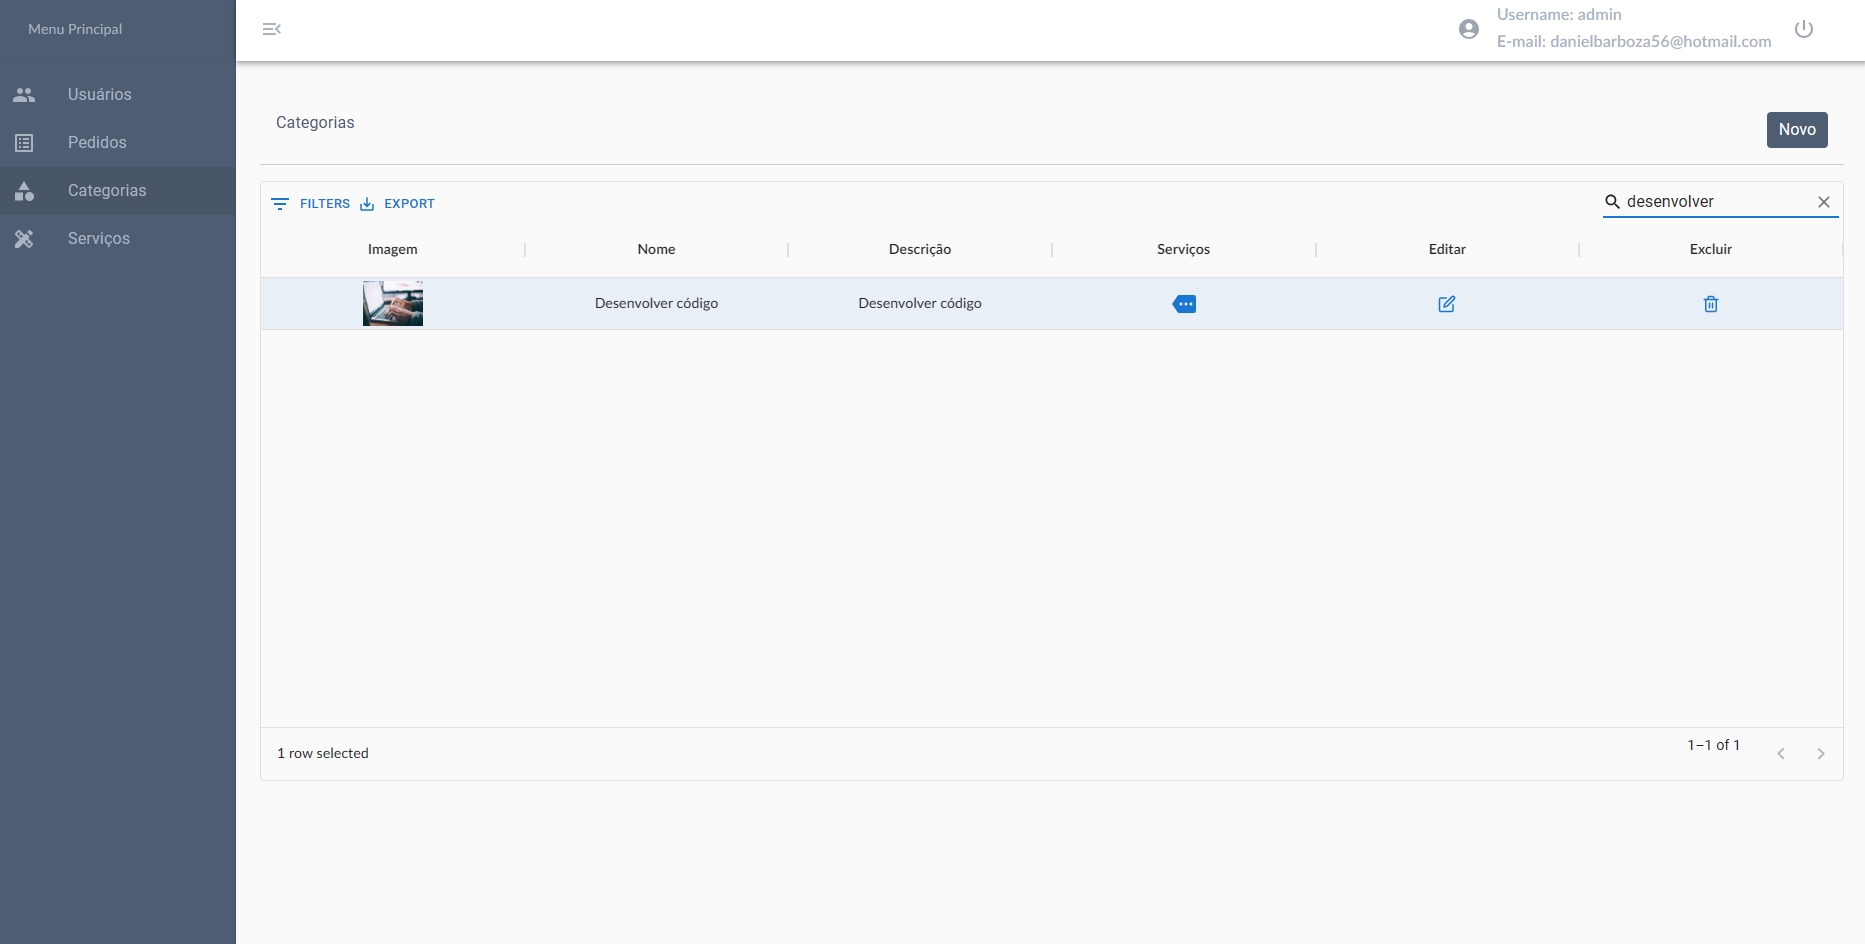 Menu Principal
Username: admin
E-mail: danielbarboza56@hotmail.com
Usuários
Pedidos
Categorias
Serviços
Categorias
Novo
FILTERS EXPORT
desenvolver
Imagem Nome Descrição Serviços Editar Excluir
Desenvolver código Desenvolver código
1 row selected
1–1 of 1